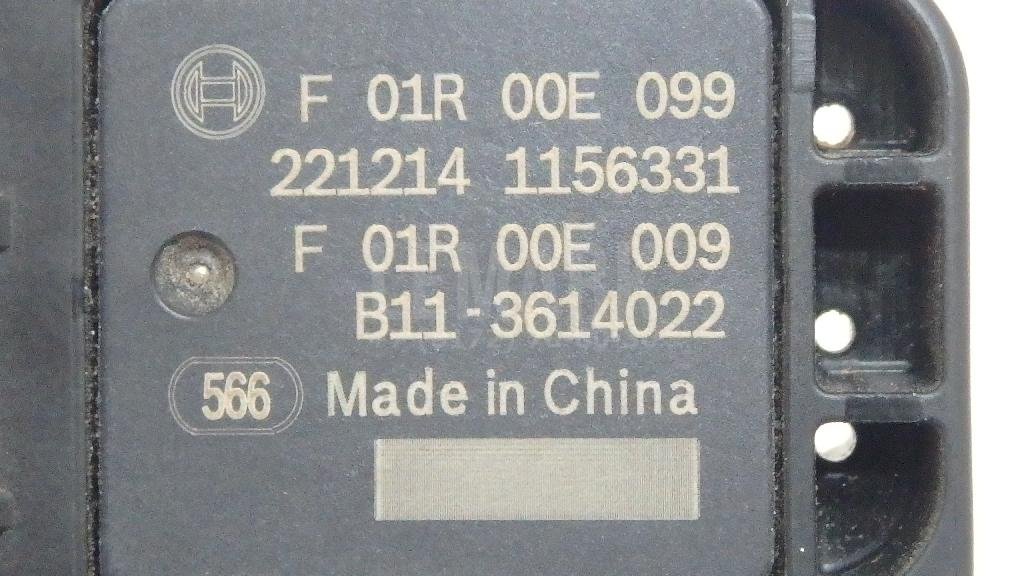 F 01R 00E 099
221214 1156331
F 01R 00E 009
B11-3614022
566 Made in China